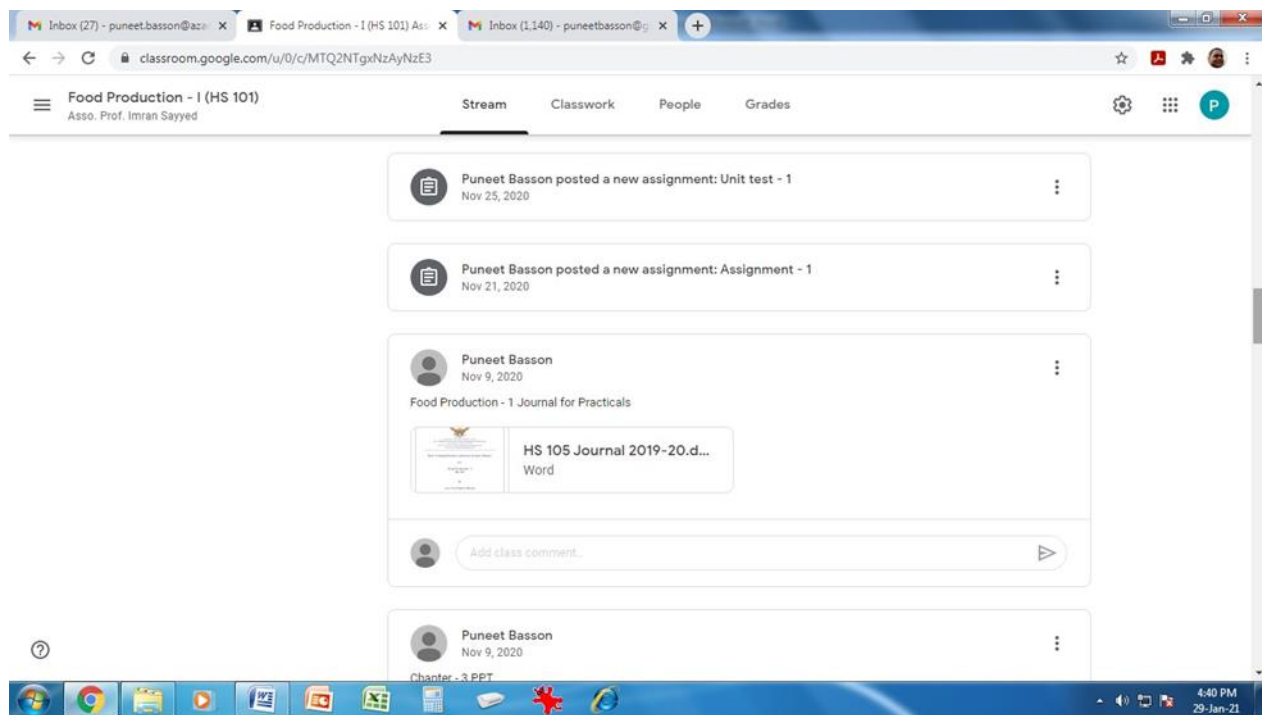 Inbox (27) - puneet.basson@aza
Food Production - I (HS 101) Ass
Inbox (1,140) - puneetbasson@g
classroom.google.com/u/0/c/MTQ2NTgxNzAyNzE3
Food Production - I (HS 101)
Asso. Prof. Imran Sayyed
Stream Classwork People Grades
P
Puneet Basson posted a new assignment: Unit test - 1
Nov 25, 2020
Puneet Basson posted a new assignment: Assignment - 1
Nov 21, 2020
Puneet Basson
Nov 9, 2020
Food Production - 1 Journal for Practicals
HS 105 Journal 2019-20.d...
Word
Add class comment..
Puneet Basson
Nov 9, 2020
Chapter - 3 PPT
4:40 PM
29-Jan-21